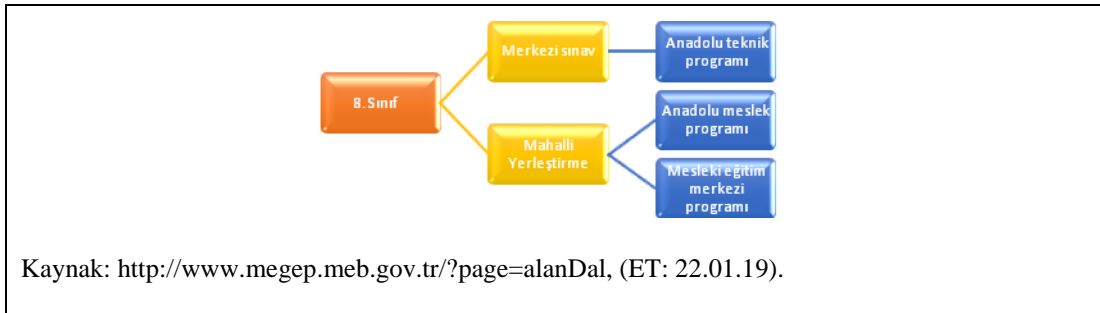 8.Sınıf
Merkezi sınav
Anadolu teknik
programı
Mahalli
Yerleştirme
Anadolu meslek
programı
Mesleki eğitim
merkezi
programı
Kaynak: http://www.megep.meb.gov.tr/?page=alanDal, (ET: 22.01.19).